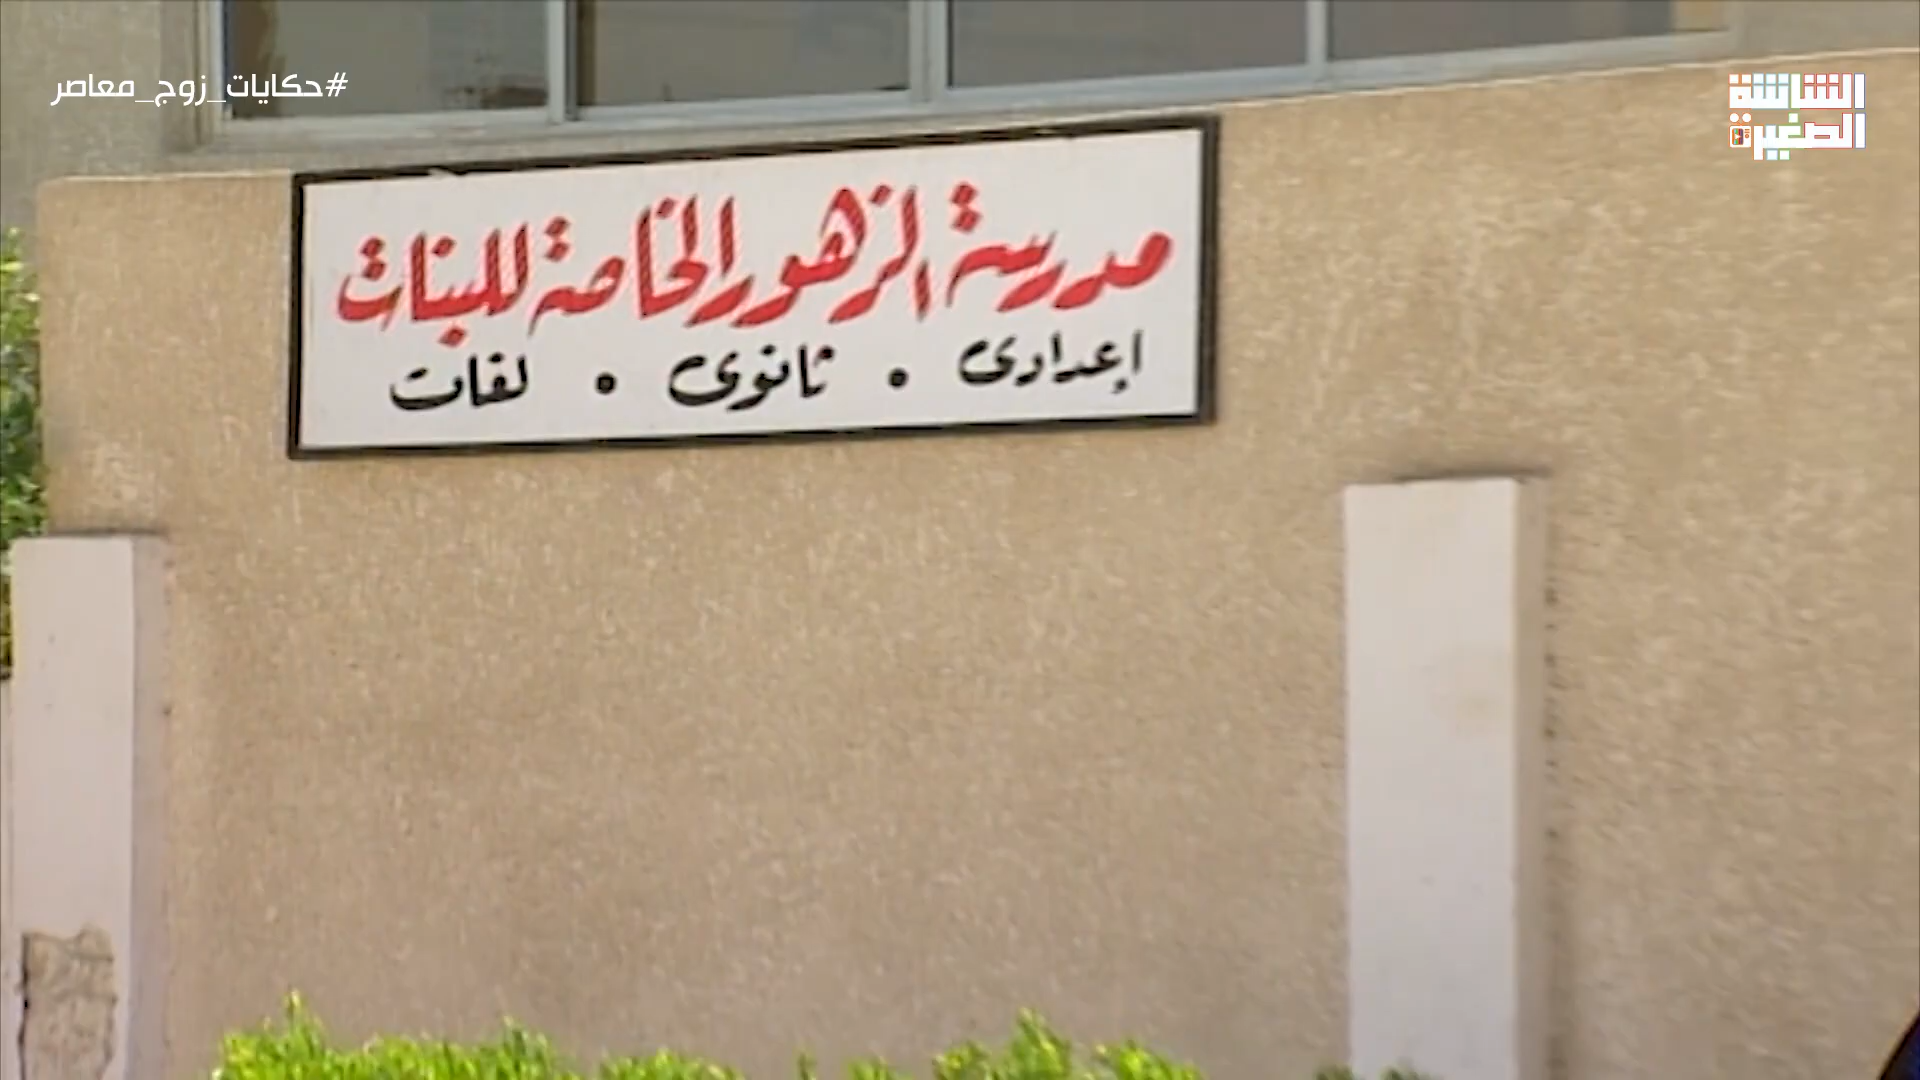 #حكايات_زوج_معاصر
الشاشة
الصغيرة
مدرسة الزهور الخاصة للبنات
إعدادى • ثانوى • لغات